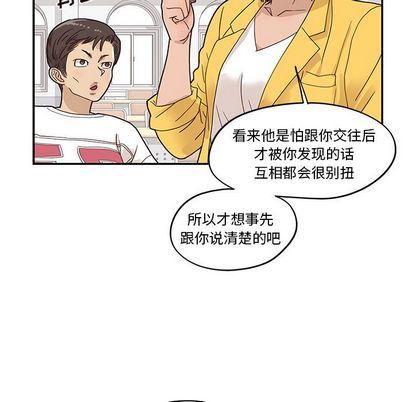 看来他是怕跟你交往后
才被你发现的话
互相都会很别扭
所以才想事先
跟你说清楚的吧